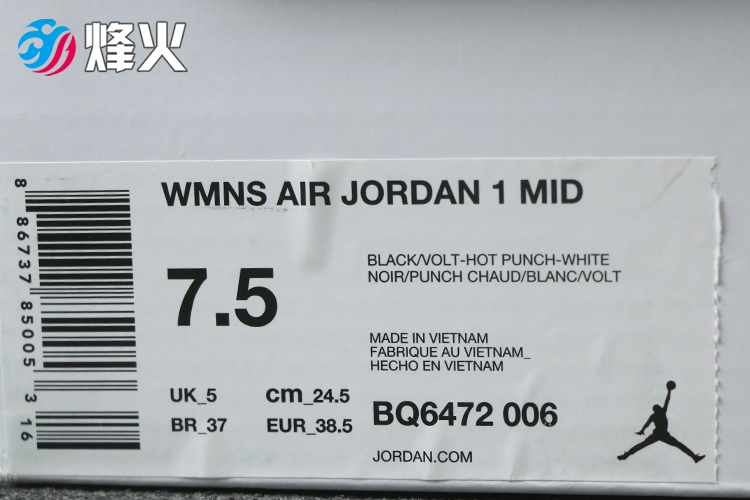 烽火
WMNS AIR JORDAN 1 MID
7.5
BLACK/VOLT-HOT PUNCH-WHITE
NOIR/PUNCH CHAUD/BLANC/VOLT
MADE IN VIETNAM
FABRIQUE AU VIETNAM_
HECHO EN VIETNAM
UK_5 cm_24.5
BR_37 EUR_38.5
BQ6472 006
JORDAN.COM
8 86737 85005 3 16